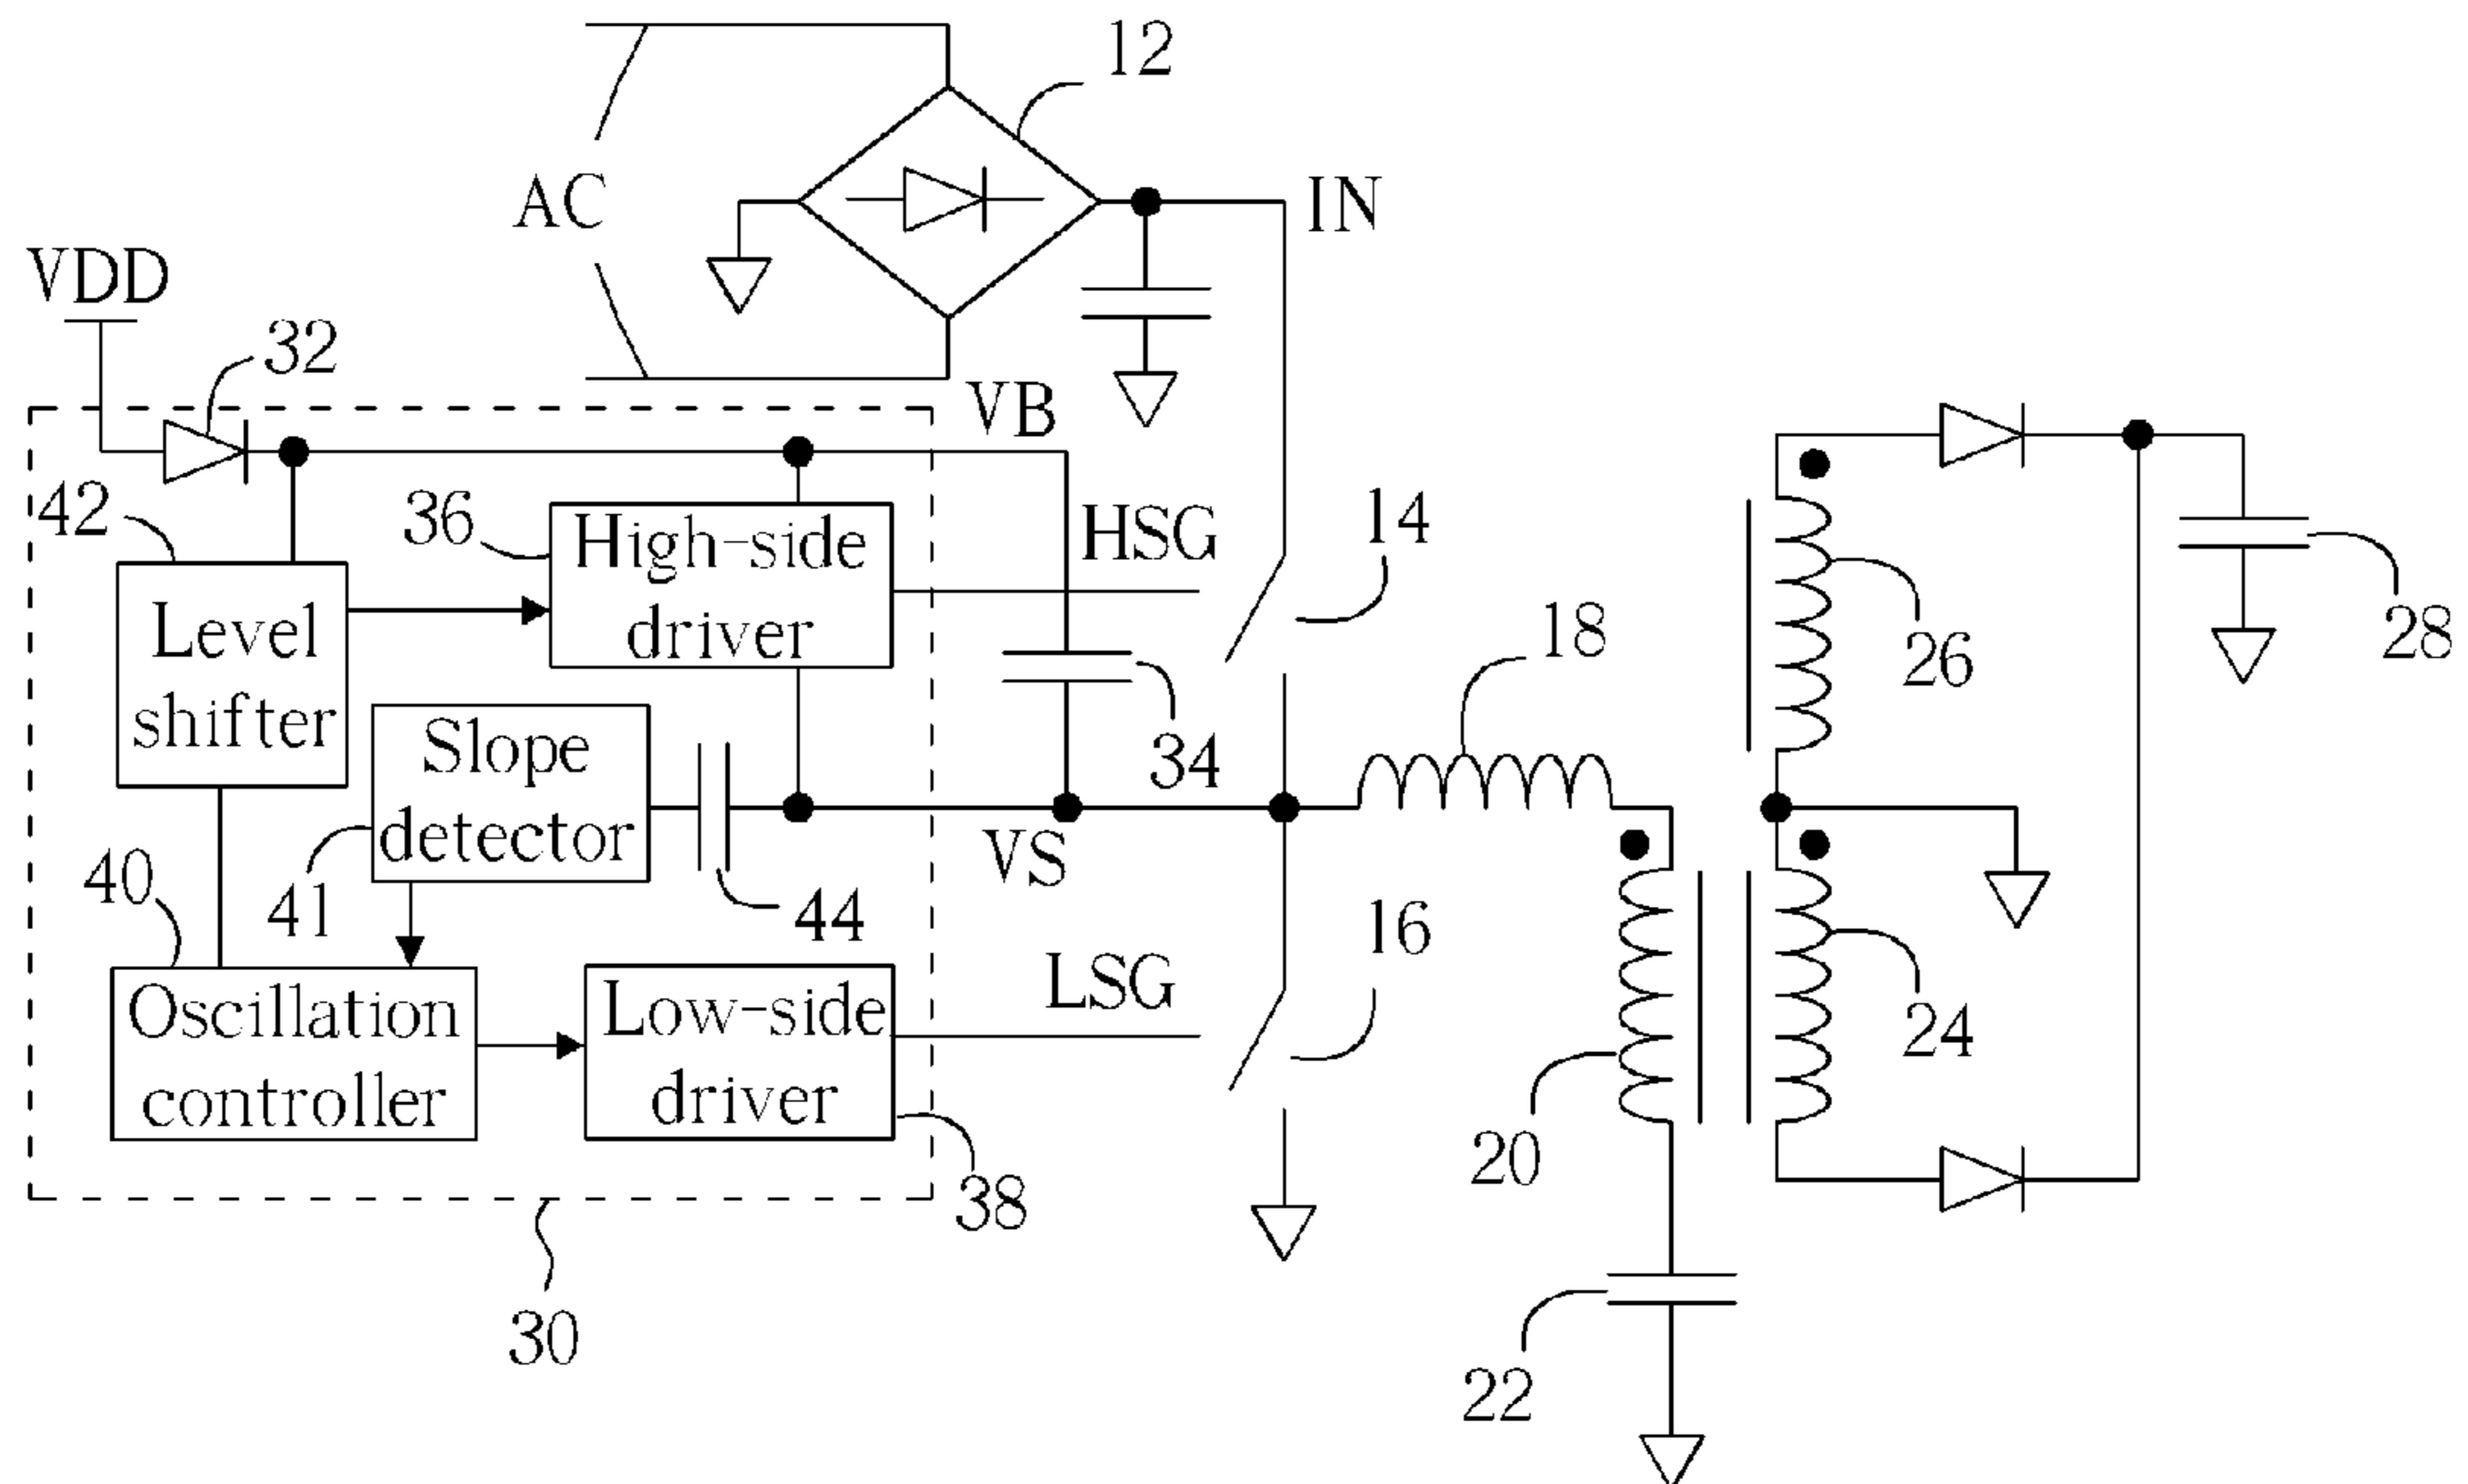 12
AC
IN
VDD
32
VB
42
36
High-side
driver
HSG
14
Level
shifter
18
26
28
Slope
detector
34
VS
40
41
44
16
LSG
Oscillation
controller
Low-side
driver
24
20
38
30
22